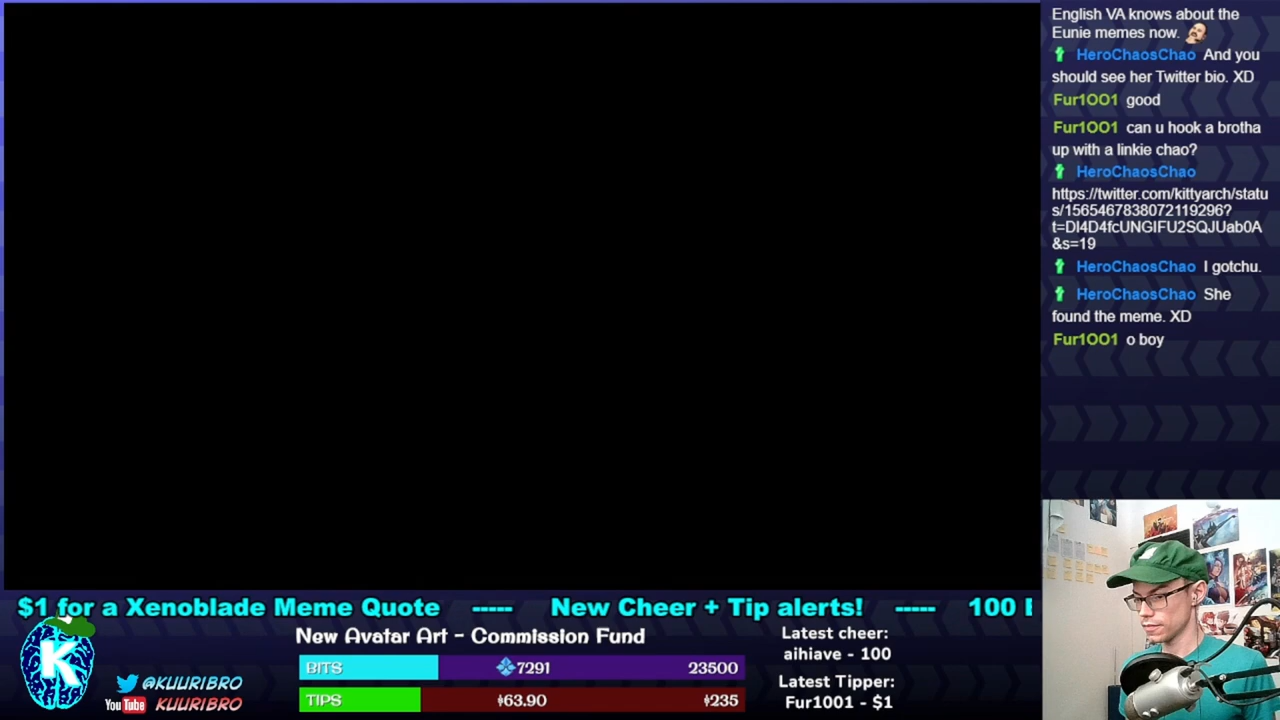 English VA knows about the
Eunie memes now.
HeroChaosChao And you
should see her Twitter bio. XD
Fur1OO1 good
Fur1OO1 can u hook a brotha
up with a linkie chao?
HeroChaosChao
https://twitter.com/kittyarch/statu
s/1565467838072119296?
t=Dl4D4fcUNGIFU2SQJUab0A
&s=19
HeroChaosChao I gotchu.
HeroChaosChao She
found the meme. XD
Fur1OO1 o boy
$1 for a Xenoblade Meme Quote ----- New Cheer + Tip alerts! ----- 100
New Avatar Art - Commission Fund
BITS 7291 23500
TIPS $63.90 $235
Latest cheer:
aihiave - 100
Latest Tipper:
Fur1001 - $1
K
@KUURIBRO
YouTube KUURIBRO